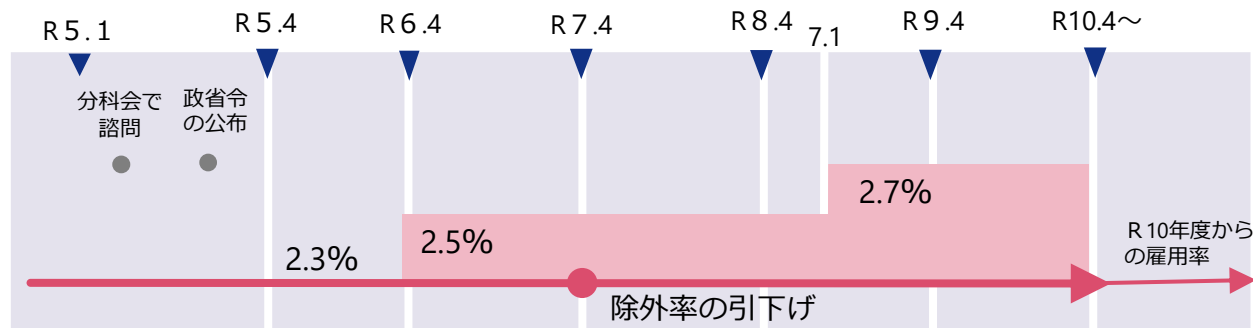 R5.1
R5.4
R6.4
R7.4
R8.4
7.1
R9.4
R10.4～
分科会で
諮問
政省令
の公布
2.3%
2.5%
2.7%
R10年度から
の雇用率
除外率の引下げ